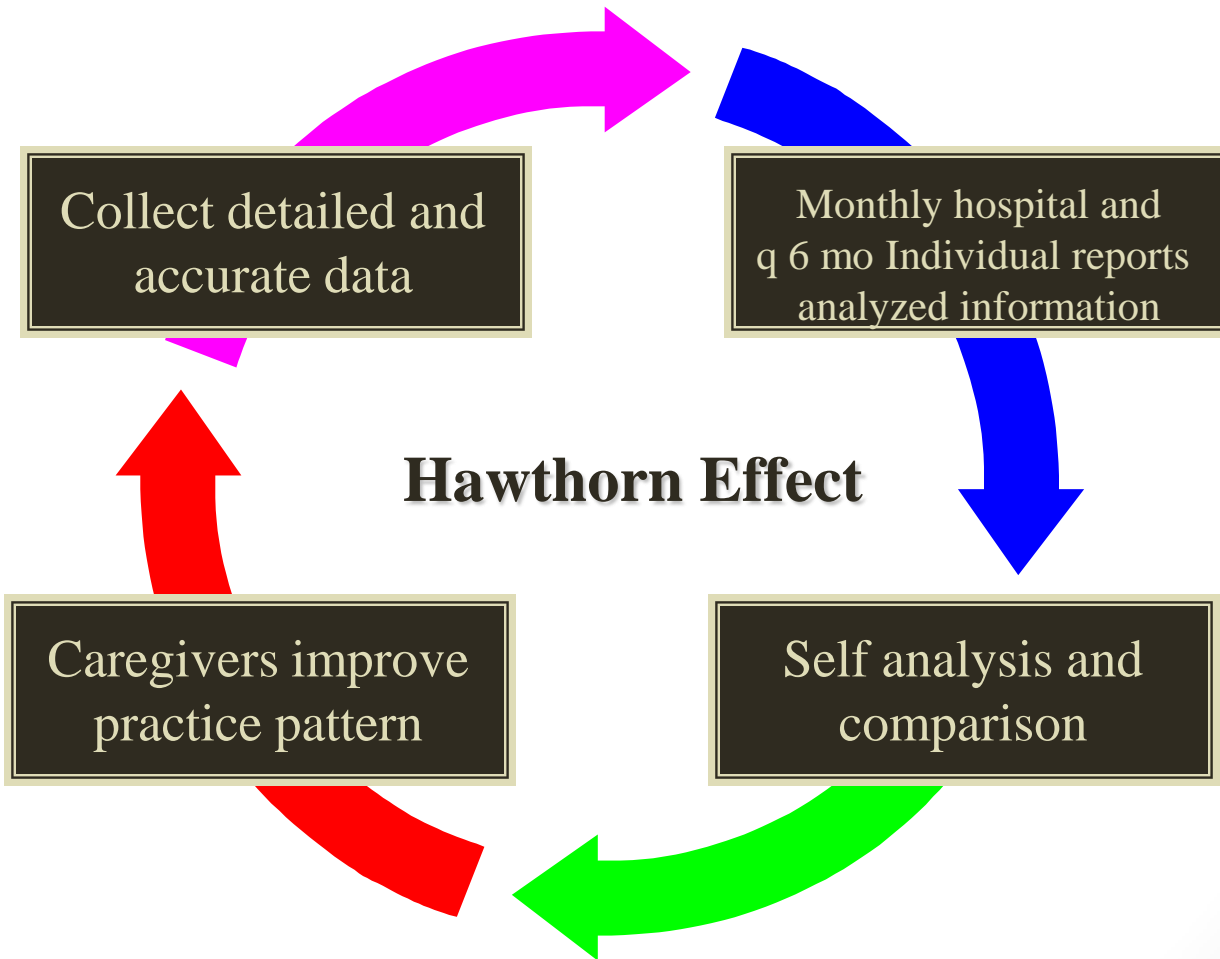 Collect detailed and
accurate data
Monthly hospital and
q 6 mo Individual reports
analyzed information
Hawthorn Effect
Caregivers improve
practice pattern
Self analysis and
comparison